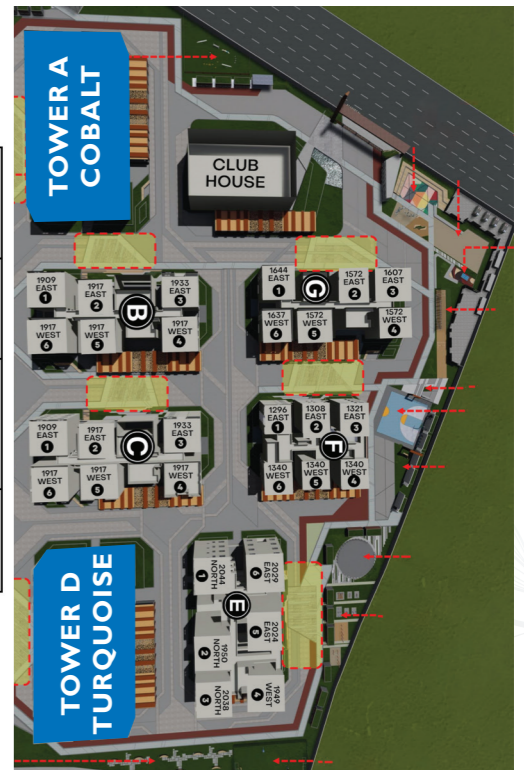 TOWER A
COBALT
CLUB
HOUSE
1909
EAST
1
1917
EAST
2
1933
EAST
3
B
1917
WEST
6
1917
WEST
5
1917
WEST
4
1644
EAST
1
G
1572
EAST
2
1607
EAST
3
1637
WEST
6
1572
WEST
5
1572
WEST
4
1909
EAST
1
1917
EAST
2
1933
EAST
3
C
1917
WEST
6
1917
WEST
5
1917
WEST
4
1296
EAST
1
1308
EAST
2
1321
EAST
3
F
1340
WEST
6
1340
WEST
5
1340
WEST
4
TOWER D
TURQUOISE
2044
NORTH
1
2029
EAST
6
E
1950
NORTH
2
2024
EAST
5
2038
NORTH
3
1949
WEST
4